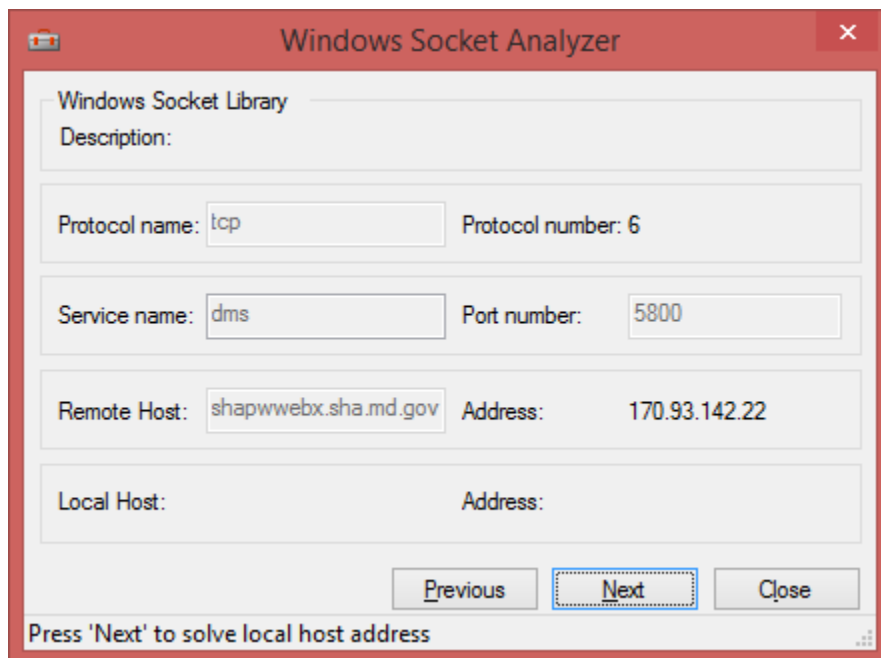 Windows Socket Analyzer
Windows Socket Library
Description:
Protocol name: tcp Protocol number: 6
Service name: dms Port number: 5800
Remote Host: shapwwebx.sha.md.gov Address: 170.93.142.22
Local Host: Address:
Previous Next Close
Press 'Next' to solve local host address